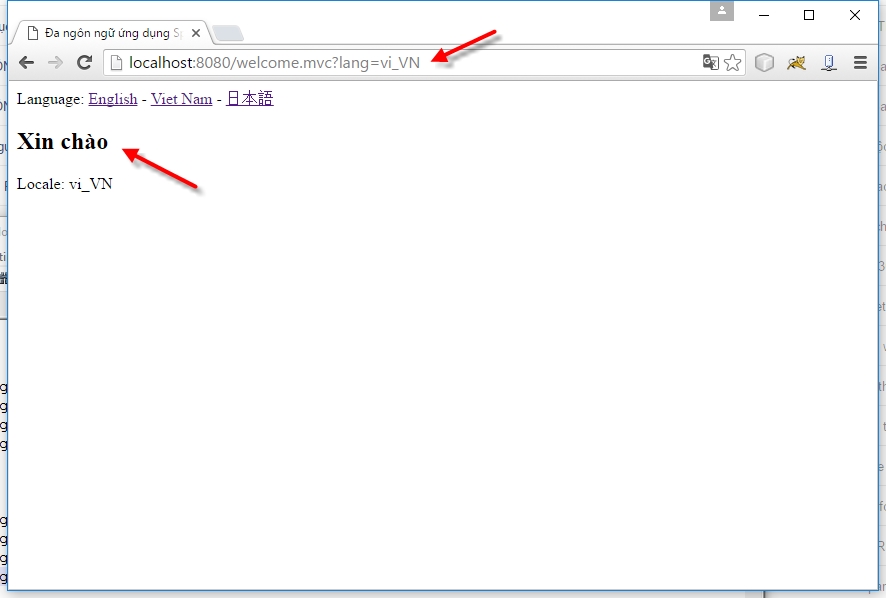 Đa ngôn ngữ ứng dụng
localhost:8080/welcome.mvc?lang=vi_VN
Language: English - Viet Nam - 日本語
Xin chào
Locale: vi_VN